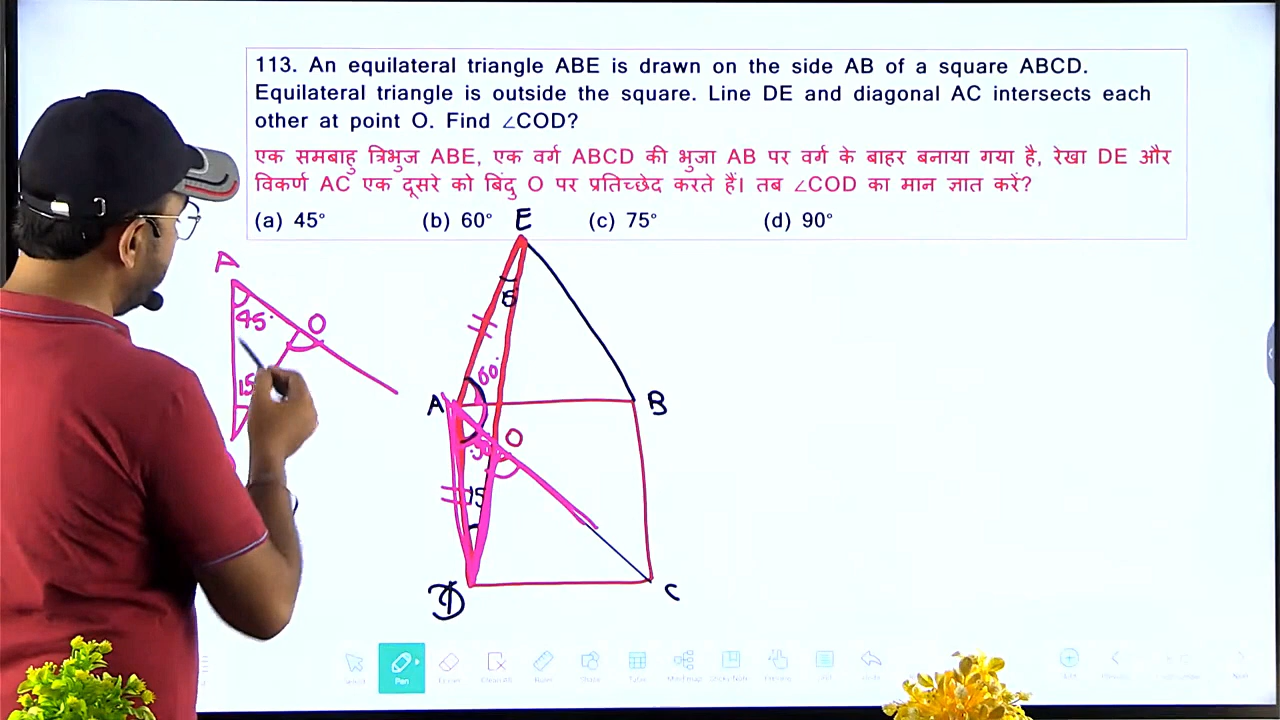 113. An equilateral triangle ABE is drawn on the side AB of a square ABCD.
Equilateral triangle is outside the square. Line DE and diagonal AC intersects each
other at point O. Find ∠COD?
एक समबाहु त्रिभुज ABE, एक वर्ग ABCD की भुजा AB पर वर्ग के बाहर बनाया गया है, रेखा DE और
विकर्ण AC एक दूसरे को बिंदु O पर प्रतिच्छेद करते हैं। तब ∠COD का मान ज्ञात करें?
(a) 45° (b) 60° (c) 75° (d) 90°
E
A
45°
O
15
60°
A
B
O
15
D
C
Pen